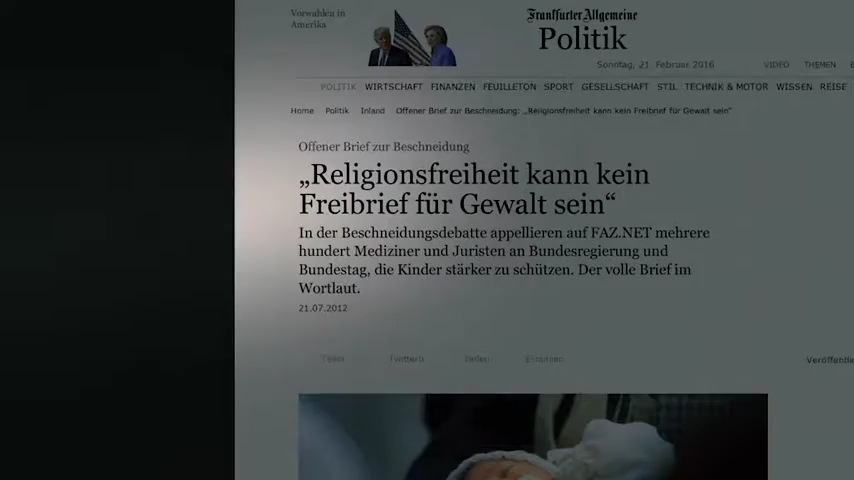 Vorwahlen in
Amerika
Frankfurter Allgemeine
Politik
Sonntag, 21. Februar 2016
VIDEO THEMEN
POLITIK WIRTSCHAFT FINANZEN FEUILLETON SPORT GESELLSCHAFT STIL TECHNIK & MOTOR WISSEN REISE
Home Politik Inland Offener Brief zur Beschneidung: „Religionsfreiheit kann kein Freibrief für Gewalt sein“
Offener Brief zur Beschneidung
„Religionsfreiheit kann kein
Freibrief für Gewalt sein“
In der Beschneidungsdebatte appellieren auf FAZ.NET mehrere
hundert Mediziner und Juristen an Bundesregierung und
Bundestag, die Kinder stärker zu schützen. Der volle Brief im
Wortlaut.
21.07.2012
Teilen Twittern Teilen E-mailen